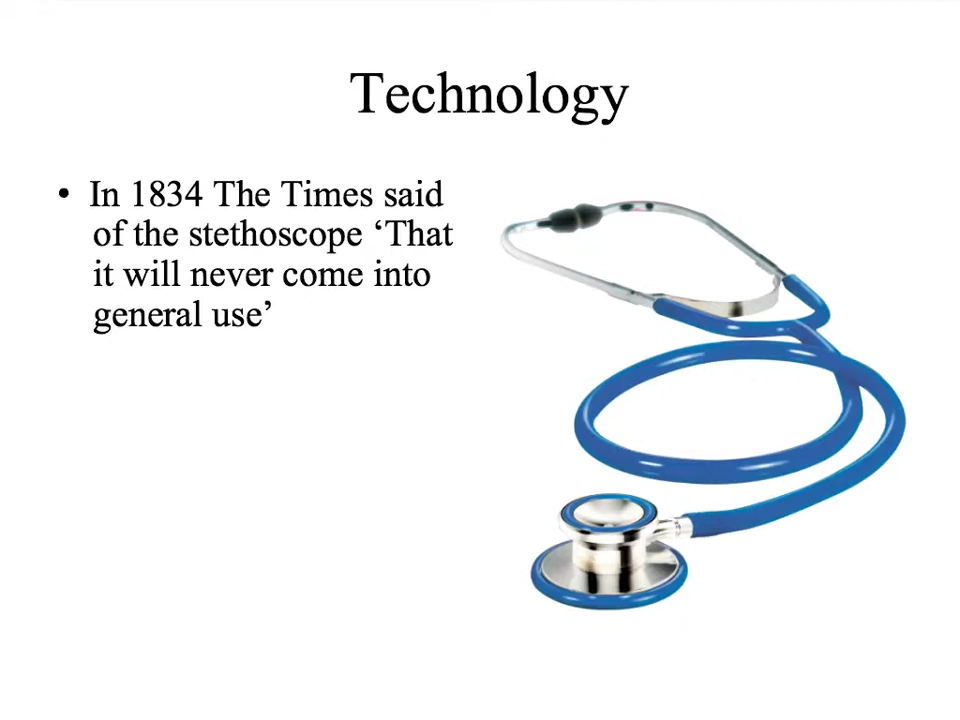 Technology
• In 1834 The Times said
of the stethoscope ‘That
it will never come into
general use’